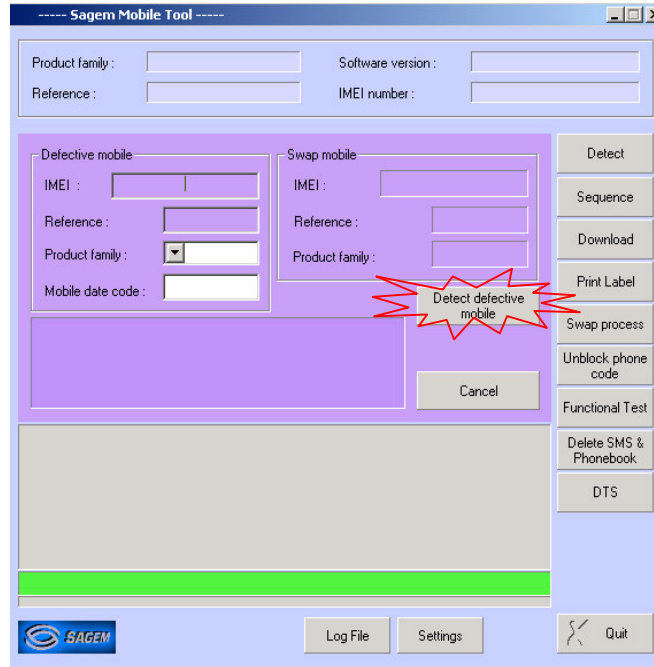 ----- Sagem Mobile Tool -----
Product family :
Software version :
Reference :
IMEI number :
Defective mobile
IMEI :
Reference :
Product family :
Mobile date code :
Swap mobile
IMEI :
Reference :
Product family :
Detect defective
mobile
Cancel
Detect
Sequence
Download
Print Label
Swap process
Unblock phone
code
Functional Test
Delete SMS &
Phonebook
DTS
SAGEM
Log File
Settings
Quit